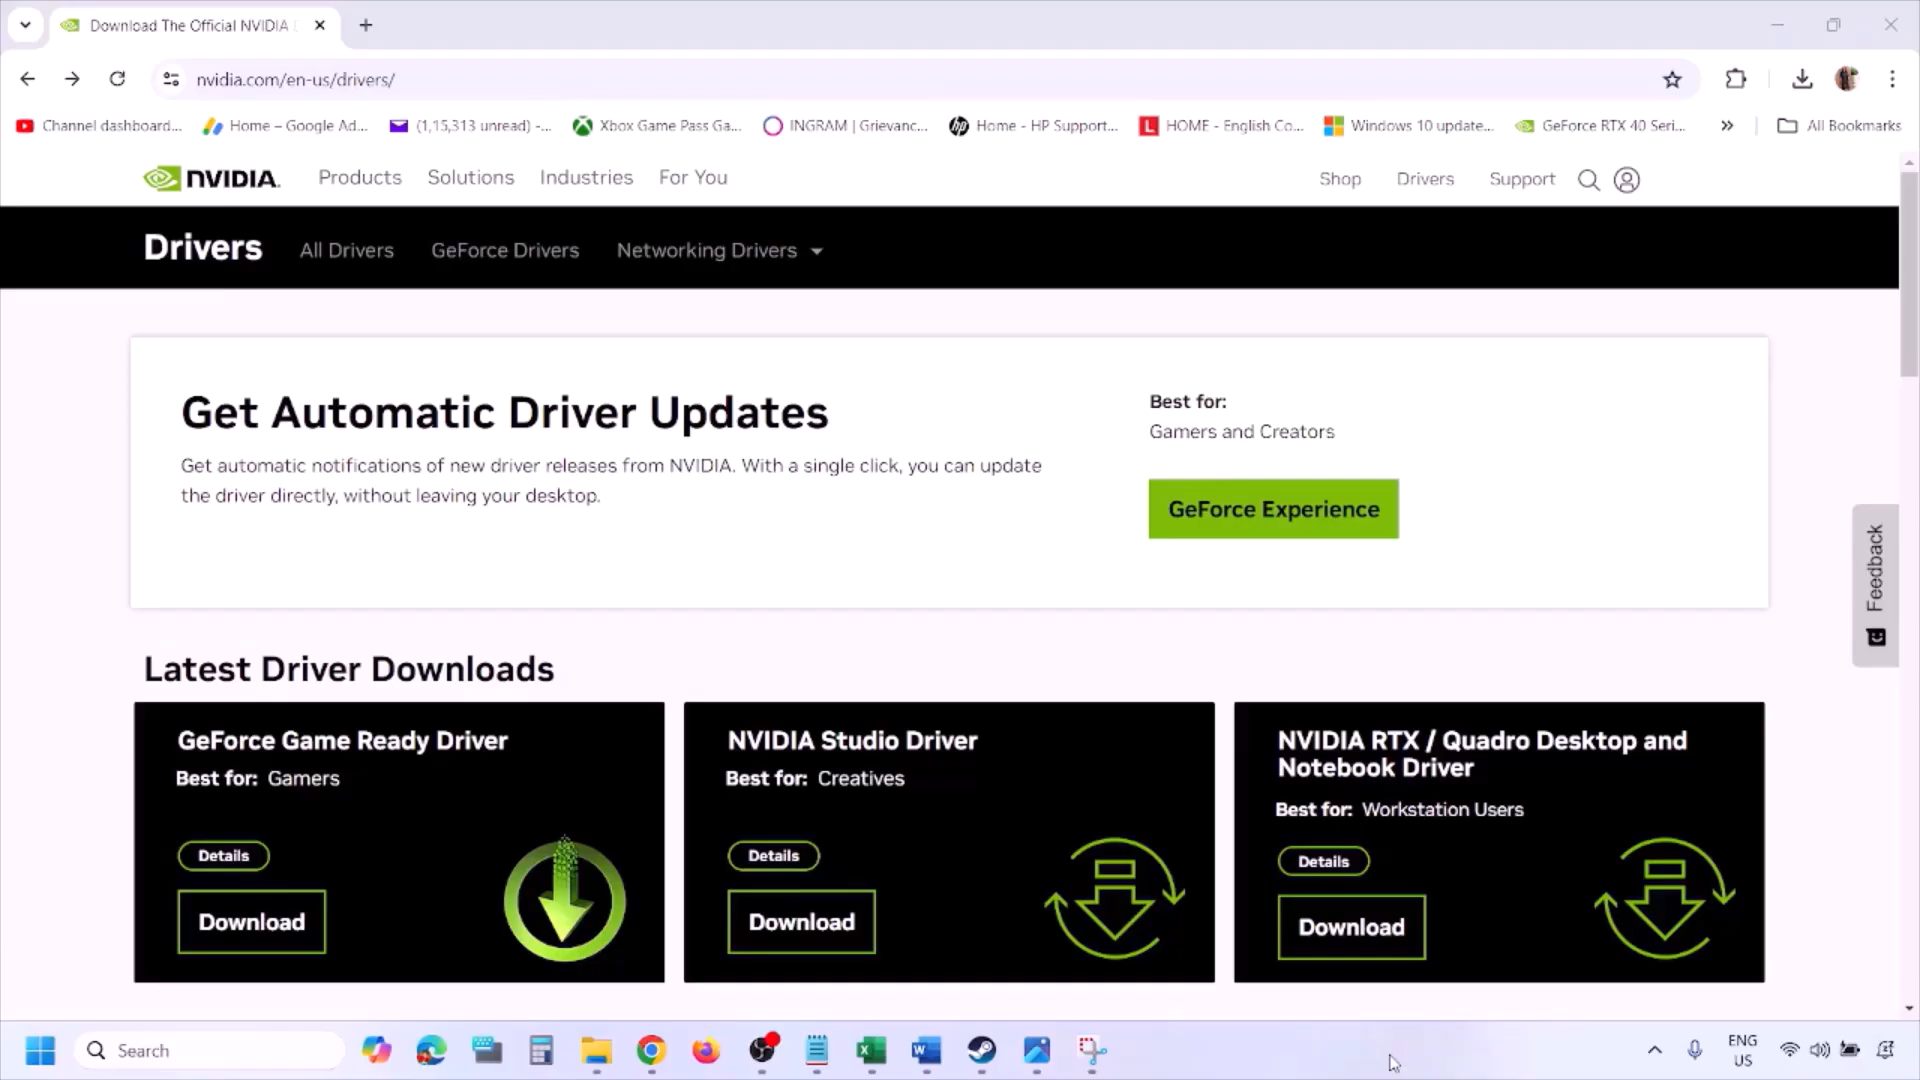 Download The Official NVIDIA D
nvidia.com/en-us/drivers/
Channel dashboard... Home – Google Ad... (1,15,313 unread) -... Xbox Game Pass Ga... INGRAM | Grievanc... Home - HP Support... HOME - English Co... Windows 10 update... GeForce RTX 40 Seri... » All Bookmarks
NVIDIA. Products Solutions Industries For You Shop Drivers Support
Drivers All Drivers GeForce Drivers Networking Drivers
Get Automatic Driver Updates
Get automatic notifications of new driver releases from NVIDIA. With a single click, you can update
the driver directly, without leaving your desktop.
Best for:
Gamers and Creators
GeForce Experience
Feedback
Latest Driver Downloads
GeForce Game Ready Driver
Best for: Gamers
Details
Download
NVIDIA Studio Driver
Best for: Creatives
Details
Download
NVIDIA RTX / Quadro Desktop and
Notebook Driver
Best for: Workstation Users
Details
Download
Search
ENG
US